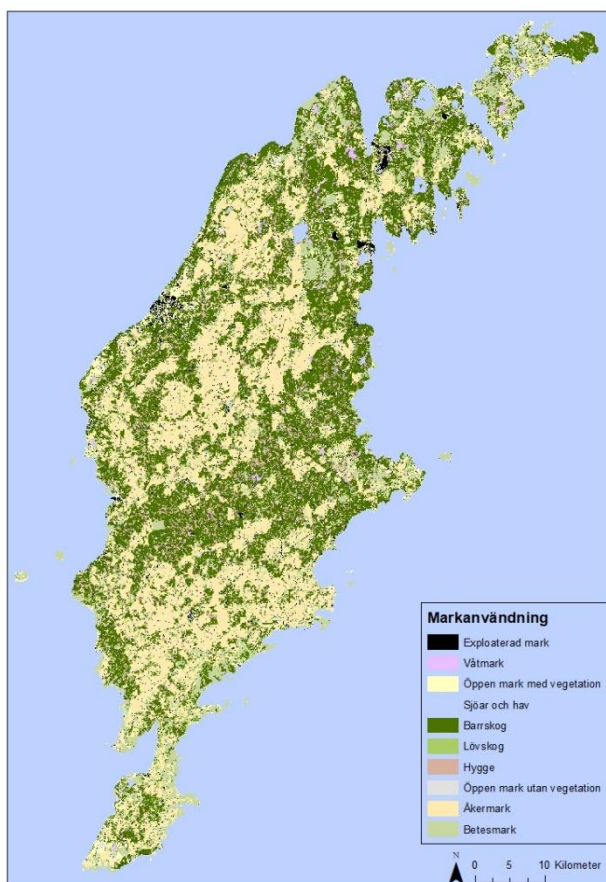 Markanvändning
Exploaterad mark
Våtmark
Öppen mark med vegetation
Sjöar och hav
Barrskog
Lövskog
Hygge
Öppen mark utan vegetation
Åkermark
Betesmark
N
0 5 10 Kilometer